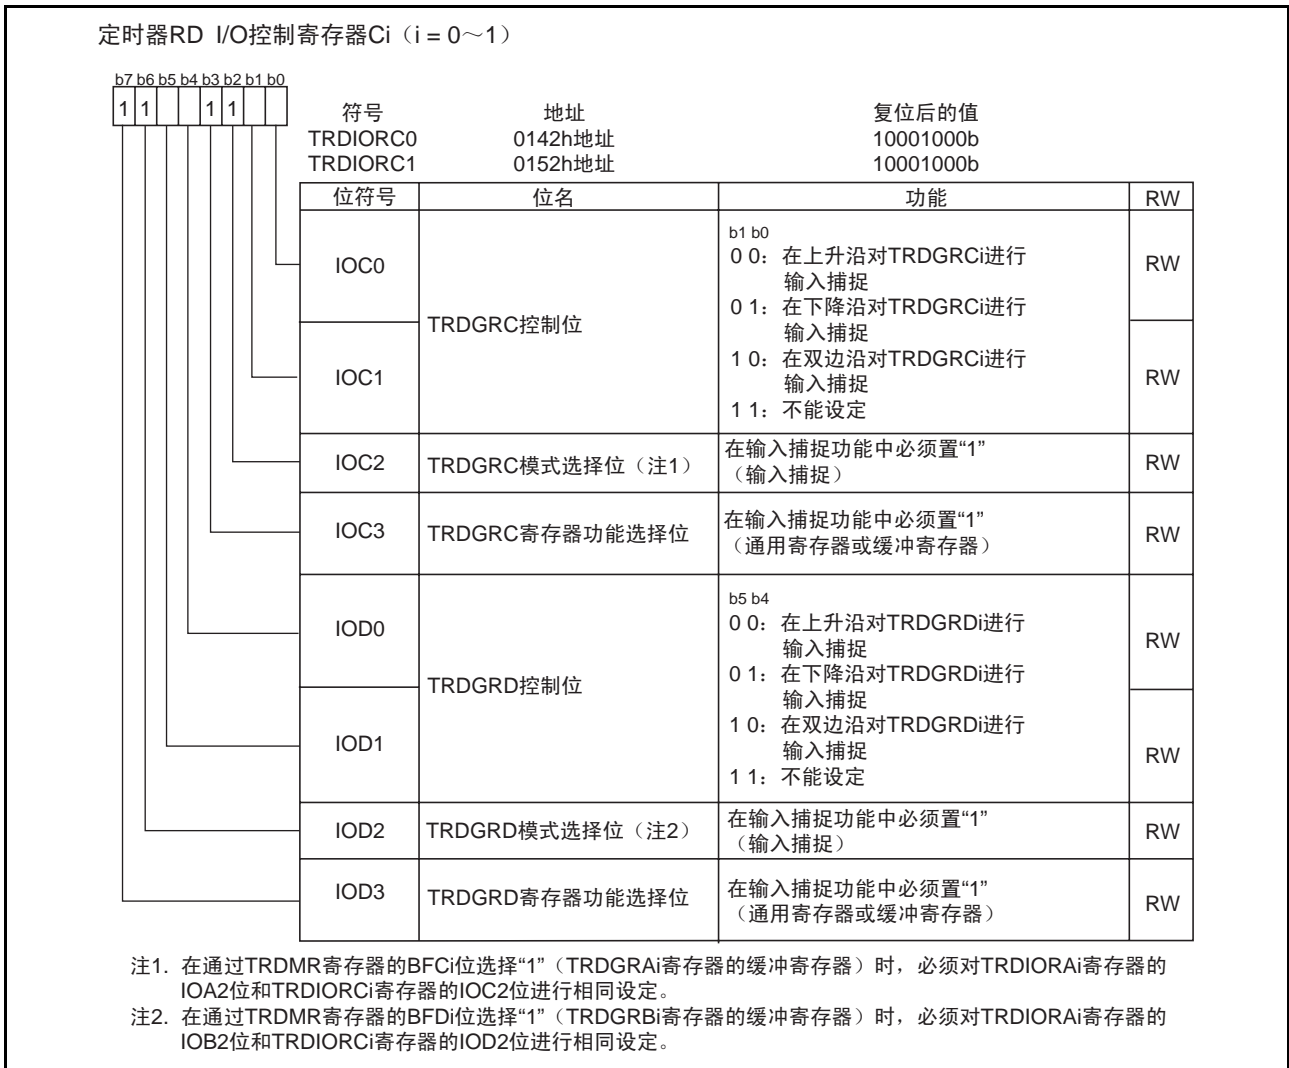 定时器RD I/O控制寄存器Ci（i = 0～1）
b7 b6 b5 b4 b3 b2 b1 b0
1 1 1 1
符号 地址 复位后的值
TRDIORC0 0142h地址 10001000b
TRDIORC1 0152h地址 10001000b
位符号 位名 功能 RW
IOC0 RW
IOC1 RW
TRDGRC控制位
b1 b0
0 0：在上升沿对TRDGRCi进行
输入捕捉
0 1：在下降沿对TRDGRCi进行
输入捕捉
1 0：在双边沿对TRDGRCi进行
输入捕捉
1 1：不能设定
IOC2 TRDGRC模式选择位（注1） 在输入捕捉功能中必须置“1” RW
（输入捕捉）
IOC3 TRDGRC寄存器功能选择位 在输入捕捉功能中必须置“1” RW
（通用寄存器或缓冲寄存器）
IOD0 RW
IOD1 RW
TRDGRD控制位
b5 b4
0 0：在上升沿对TRDGRDi进行
输入捕捉
0 1：在下降沿对TRDGRDi进行
输入捕捉
1 0：在双边沿对TRDGRDi进行
输入捕捉
1 1：不能设定
IOD2 TRDGRD模式选择位（注2） 在输入捕捉功能中必须置“1” RW
（输入捕捉）
IOD3 TRDGRD寄存器功能选择位 在输入捕捉功能中必须置“1” RW
（通用寄存器或缓冲寄存器）
注1. 在通过TRDMR寄存器的BFCi位选择“1”（TRDGRAi寄存器的缓冲寄存器）时，必须对TRDIORAi寄存器的
IOA2位和TRDIORCi寄存器的IOC2位进行相同设定。
注2. 在通过TRDMR寄存器的BFDi位选择“1”（TRDGRBi寄存器的缓冲寄存器）时，必须对TRDIORAi寄存器的
IOB2位和TRDIORCi寄存器的IOD2位进行相同设定。